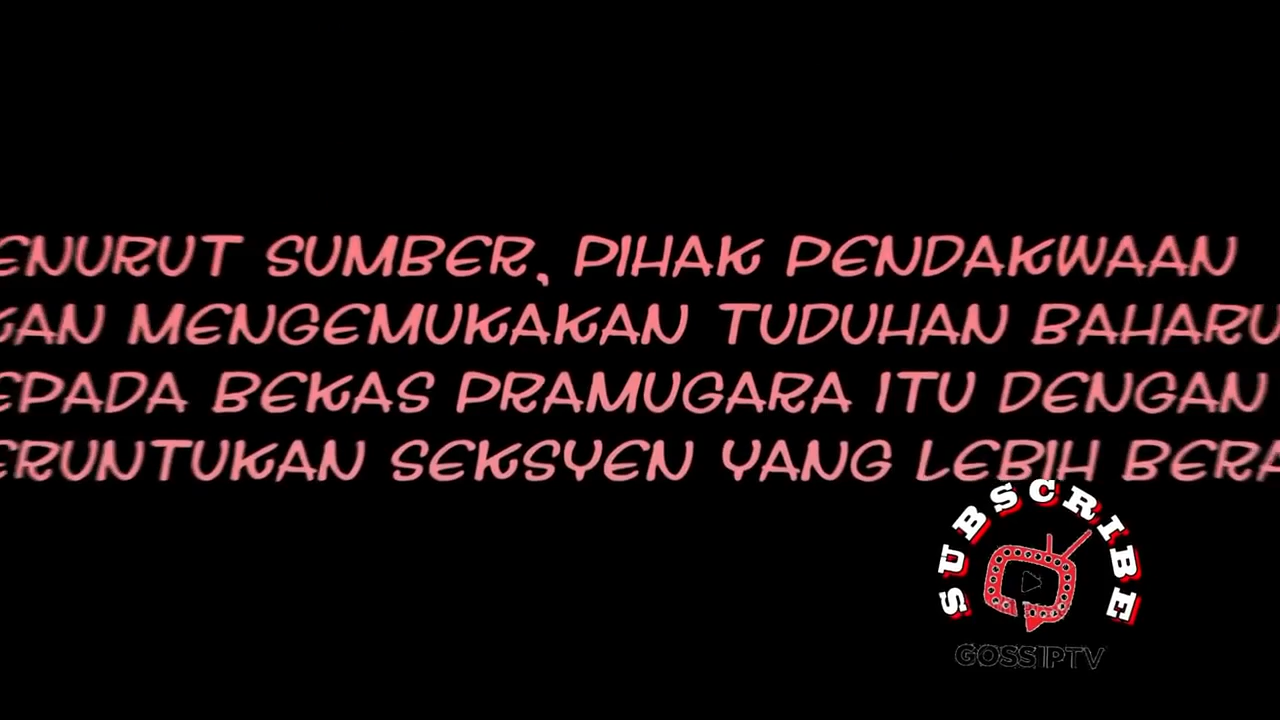 ENURUT SUMBER, PIHAK PENDAKWAAN
KAN MENGEMUKAKAN TUDUHAN BAHARU
EPADA BEKAS PRAMUGARA ITU DENGAN
ERUNTUKAN SEKSYEN YANG LEBIH BERA
SUBSCRIBE
GOSSIPTV